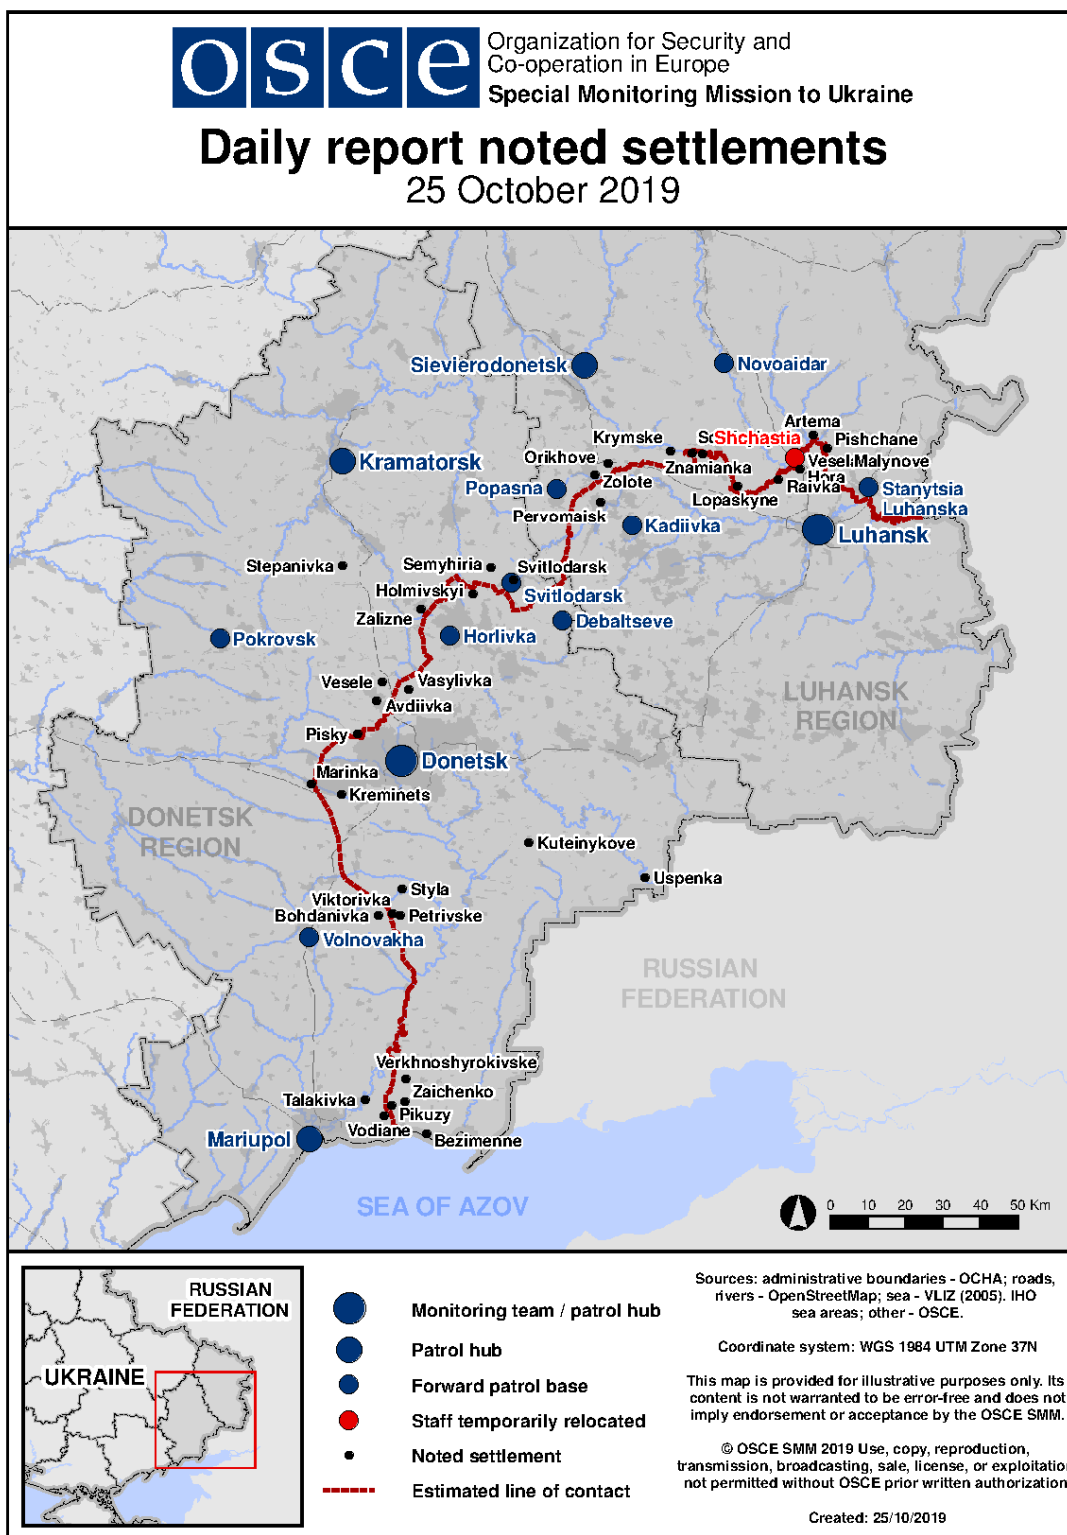 osce
Organization for Security and
Co-operation in Europe
Special Monitoring Mission to Ukraine
Daily report noted settlements
25 October 2019
Sievierodonetsk
Novoaidar
Artema
Krymske
Shchastia
Pishchane
Orikhove
Kramatorsk
Znamianka
Malynove
Hora
Zolote
Raivka
Popasna
Stanytsia
Luhanska
Lopaskyne
Pervomaisk
Kadiivka
Luhansk
Stepanivka
Semyhiria
Svitlodarsk
Holmivskyi
Svitlodarsk
Zalizne
Debaltseve
Pokrovsk
Horlivka
Vesele
Vasylivka
Avdiivka
LUHANSK
REGION
Pisky
Donetsk
Marinka
Kreminets
DONETSK
REGION
Kuteinykove
Uspenka
Styla
Viktorivka
Bohdanivka
Petrivske
Volnovakha
RUSSIAN
FEDERATION
Verkhnoshyrokivske
Zaichenko
Talakivka
Pikuzy
Vodiane
Mariupol
Bezimenne
SEA OF AZOV
0 10 20 30 40 50 Km
RUSSIAN
FEDERATION
UKRAINE
Monitoring team / patrol hub
Patrol hub
Forward patrol base
Staff temporarily relocated
Noted settlement
Estimated line of contact
Sources: administrative boundaries - OCHA; roads,
rivers - OpenStreetMap; sea - VLIZ (2005). IHO
sea areas; other - OSCE.
Coordinate system: WGS 1984 UTM Zone 37N
This map is provided for illustrative purposes only. Its
content is not warranted to be error-free and does not
imply endorsement or acceptance by the OSCE SMM.
© OSCE SMM 2019 Use, copy, reproduction,
transmission, broadcasting, sale, license, or exploitation
not permitted without OSCE prior written authorization
Created: 25/10/2019